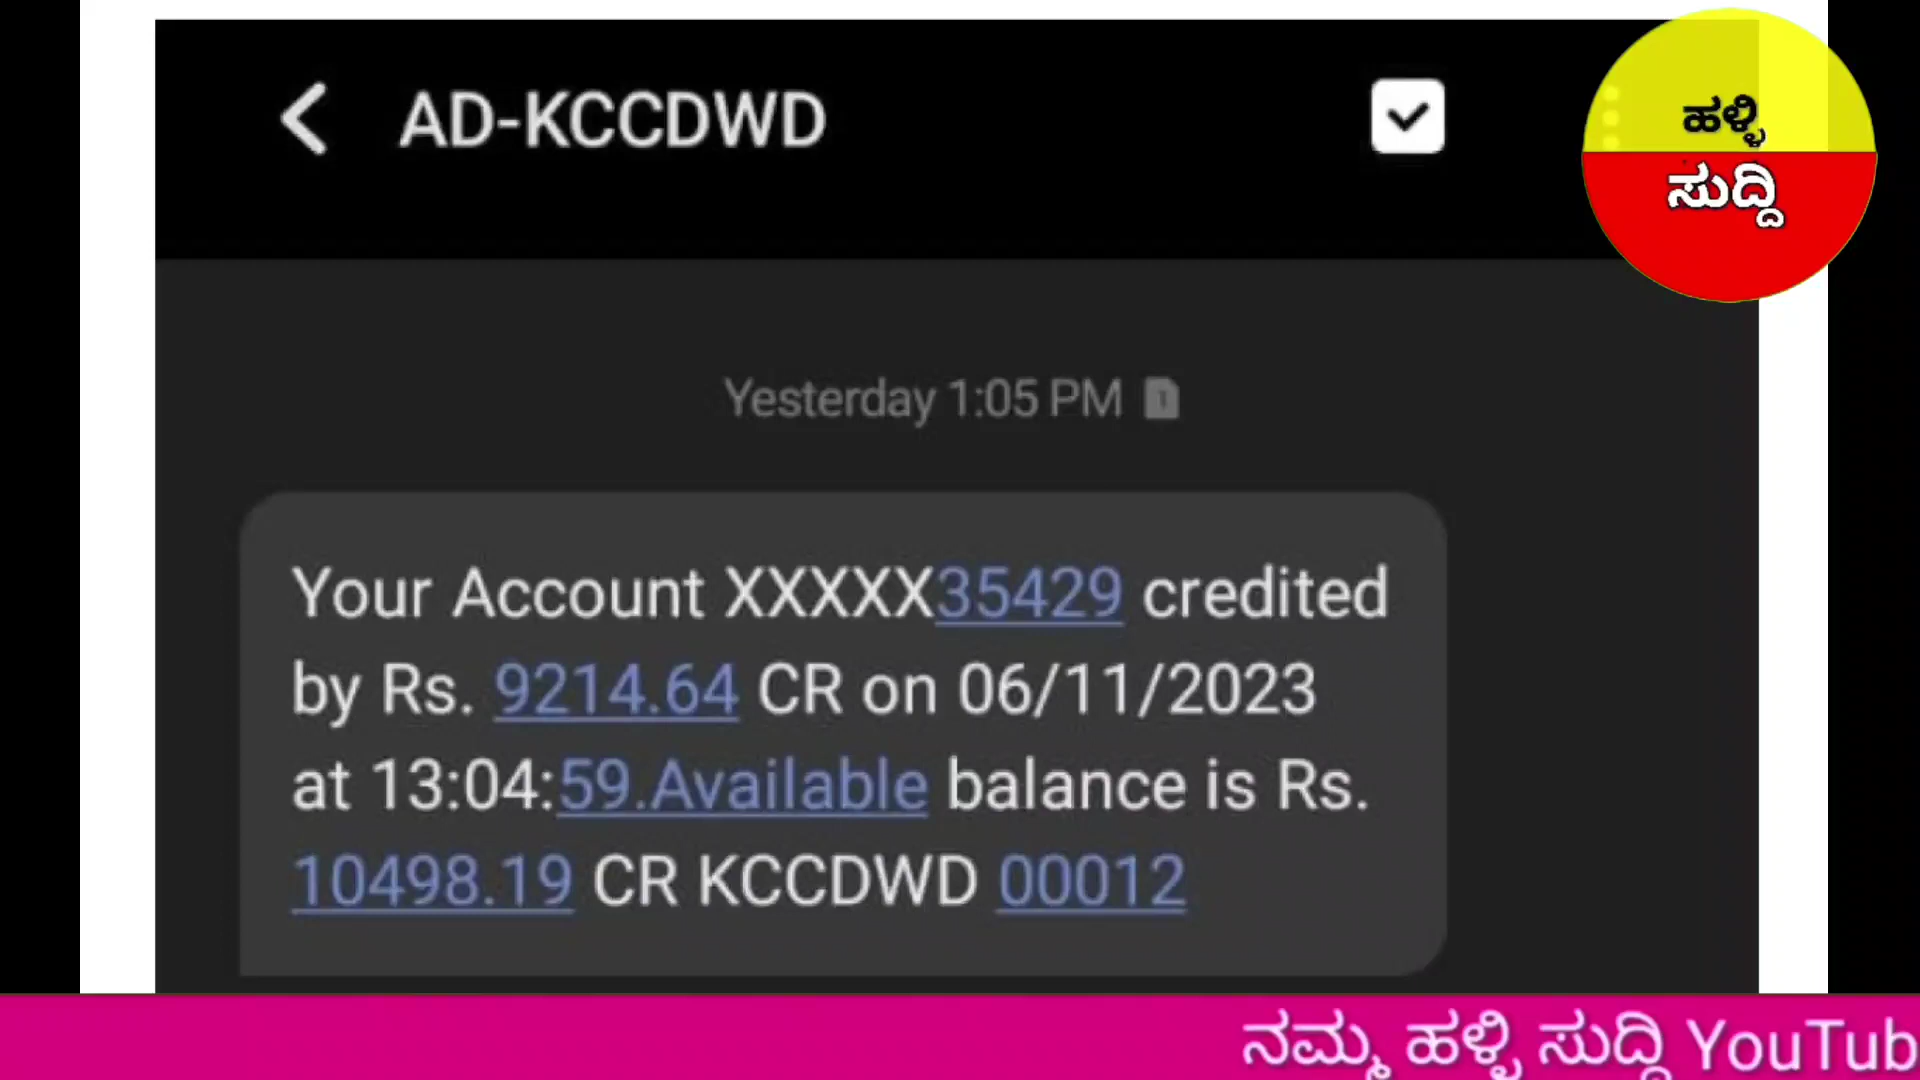 AD-KCCDWD
ಹಳ್ಳಿ
ಸುದ್ದಿ
Yesterday 1:05 PM 1
Your Account XXXXX35429 credited
by Rs. 9214.64 CR on 06/11/2023
at 13:04:59.Available balance is Rs.
10498.19 CR KCCDWD 00012
ನಮ್ಮ ಹಳ್ಳಿ ಸುದ್ದಿ YouTub